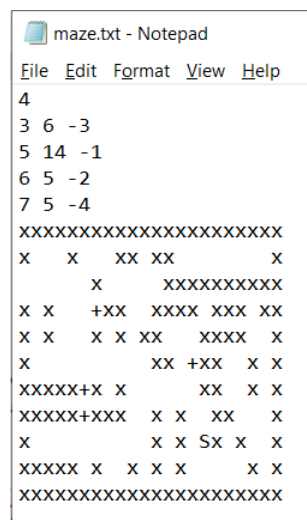 maze.txt - Notepad
File Edit Format View Help
4
3 6 -3
5 14 -1
6 5 -2
7 5 -4
xxxxxxxxxxxxxxxxxxxxxx
x   x   xx xx        x
      x     xxxxxxxxxx
x x   +xx  xxxx xxx xx
x x   x x xx   xxxx  x
x          xx +xx  x x
xxxxx+x x      xx  x x
xxxxx+xxx  x x  xx   x
x          x x Sx x  x
xxxxx x  x x x     x x
xxxxxxxxxxxxxxxxxxxxxx